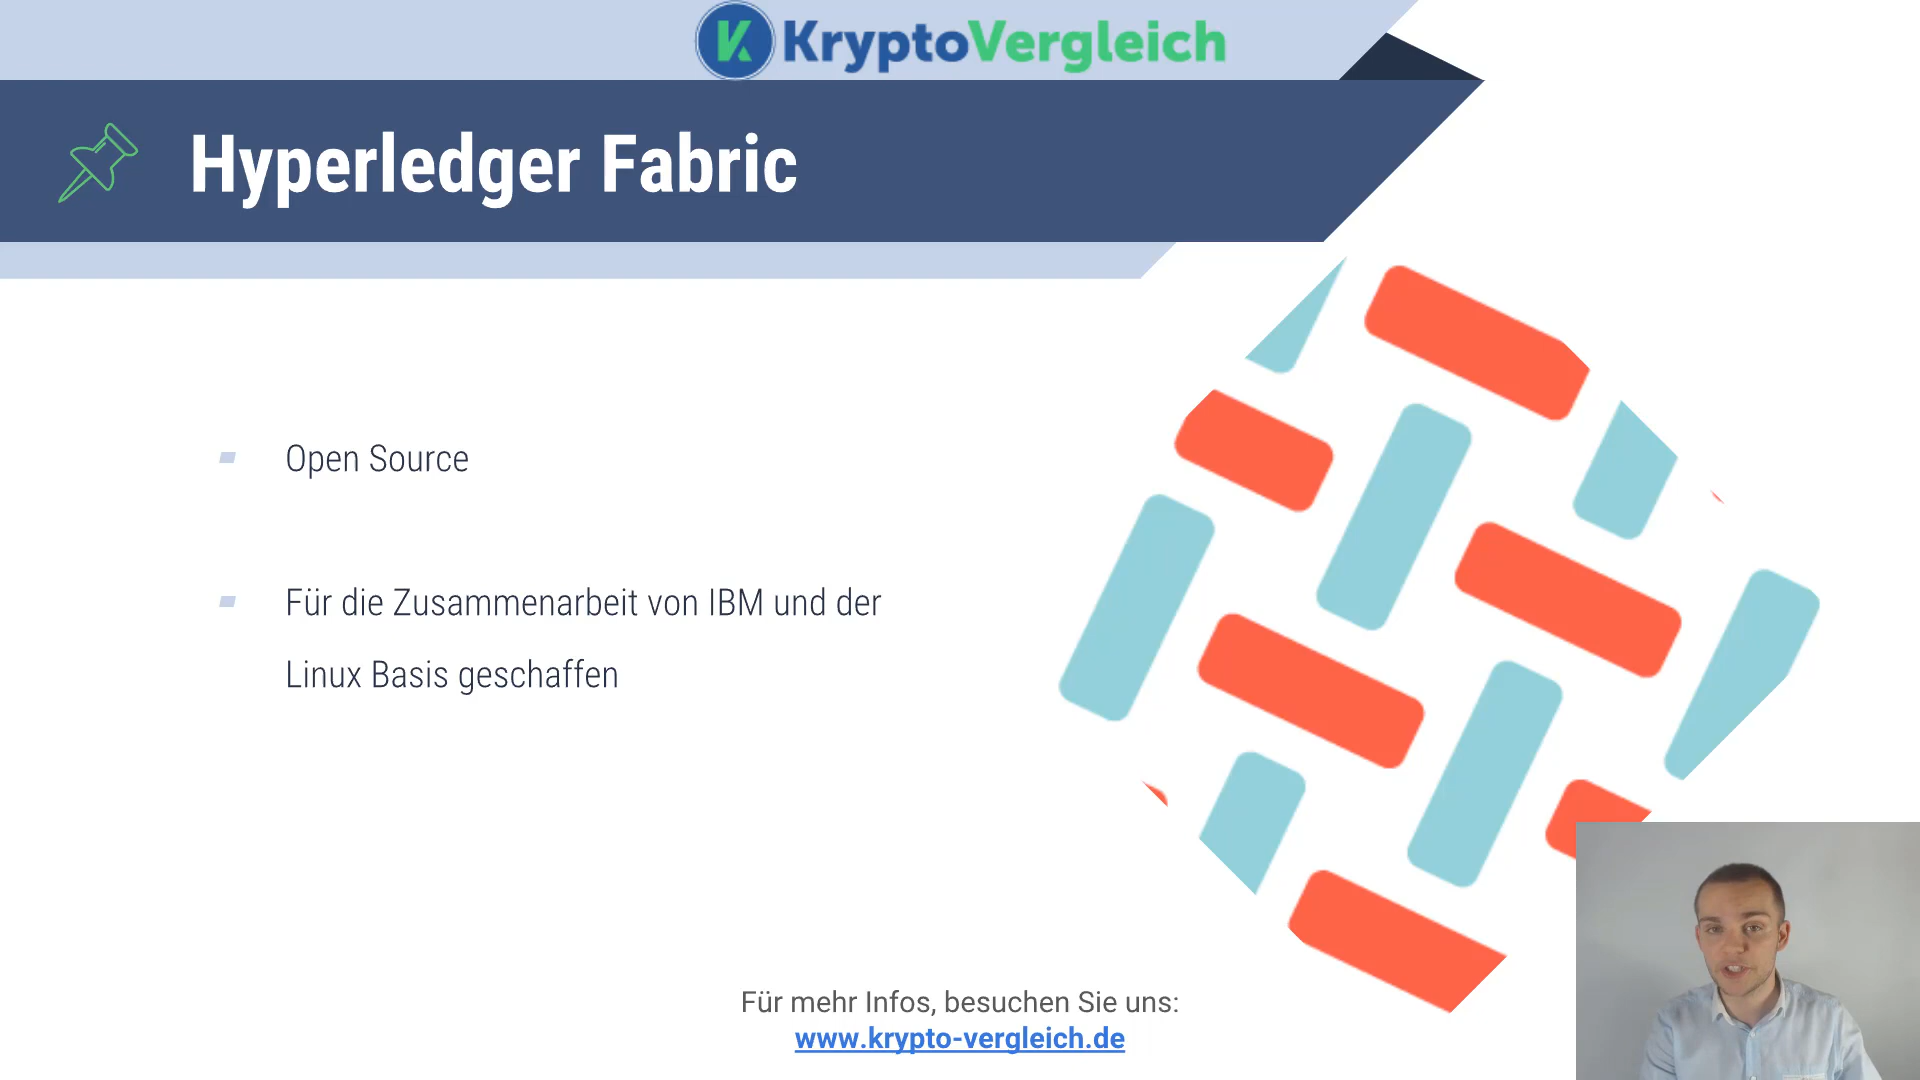 KryptoVergleich
Hyperledger Fabric
Open Source
Für die Zusammenarbeit von IBM und der
Linux Basis geschaffen
Für mehr Infos, besuchen Sie uns:
www.krypto-vergleich.de